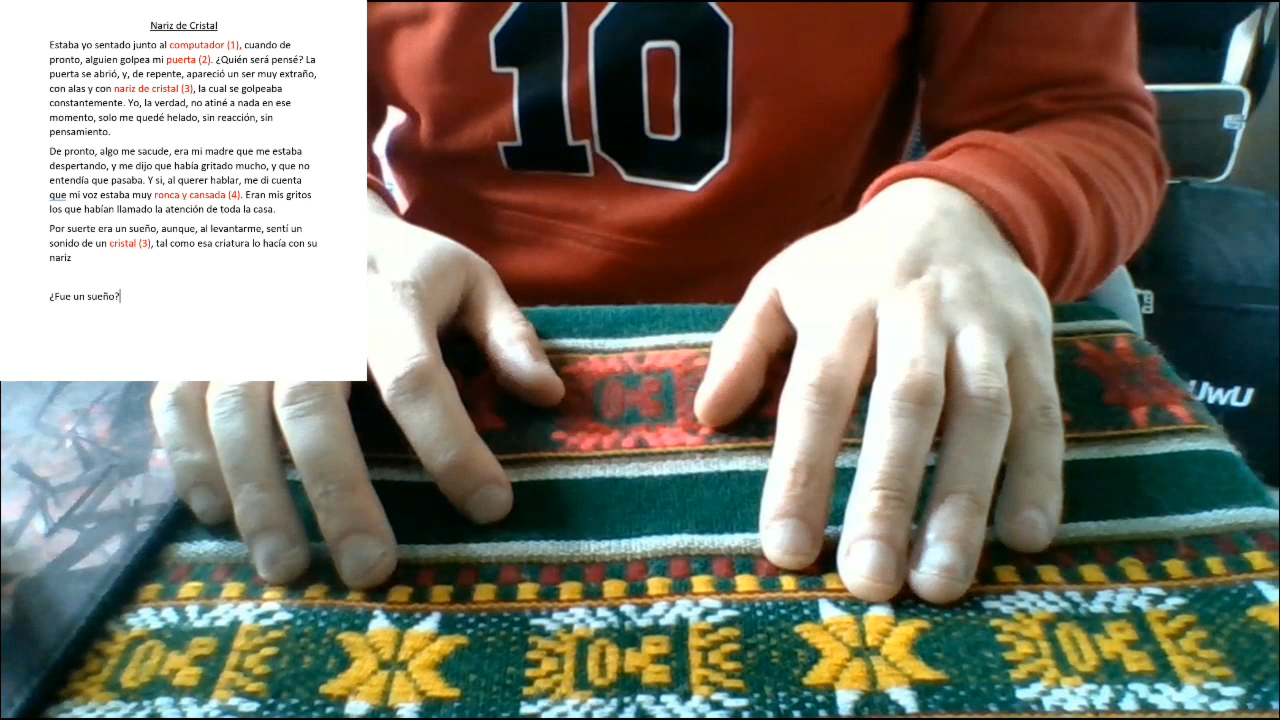 Nariz de Cristal
Estaba yo sentado junto al computador (1), cuando de
pronto, alguien golpea mi puerta (2). ¿Quién será pensé? La
puerta se abrió, y, de repente, apareció un ser muy extraño,
con alas y con nariz de cristal (3), la cual se golpeaba
constantemente. Yo, la verdad, no atiné a nada en ese
momento, solo me quedé helado, sin reacción, sin
pensamiento.
De pronto, algo me sacude, era mi madre que me estaba
despertando, y me dijo que había gritado mucho, y que no
entendía que pasaba. Y si, al querer hablar, me di cuenta
que mi voz estaba muy ronca y cansada (4). Eran mis gritos
los que habían llamado la atención de toda la casa.
Por suerte era un sueño, aunque, al levantarme, sentí un
sonido de un cristal (3), tal como esa criatura lo hacía con su
nariz
¿Fue un sueño?
10
UwU